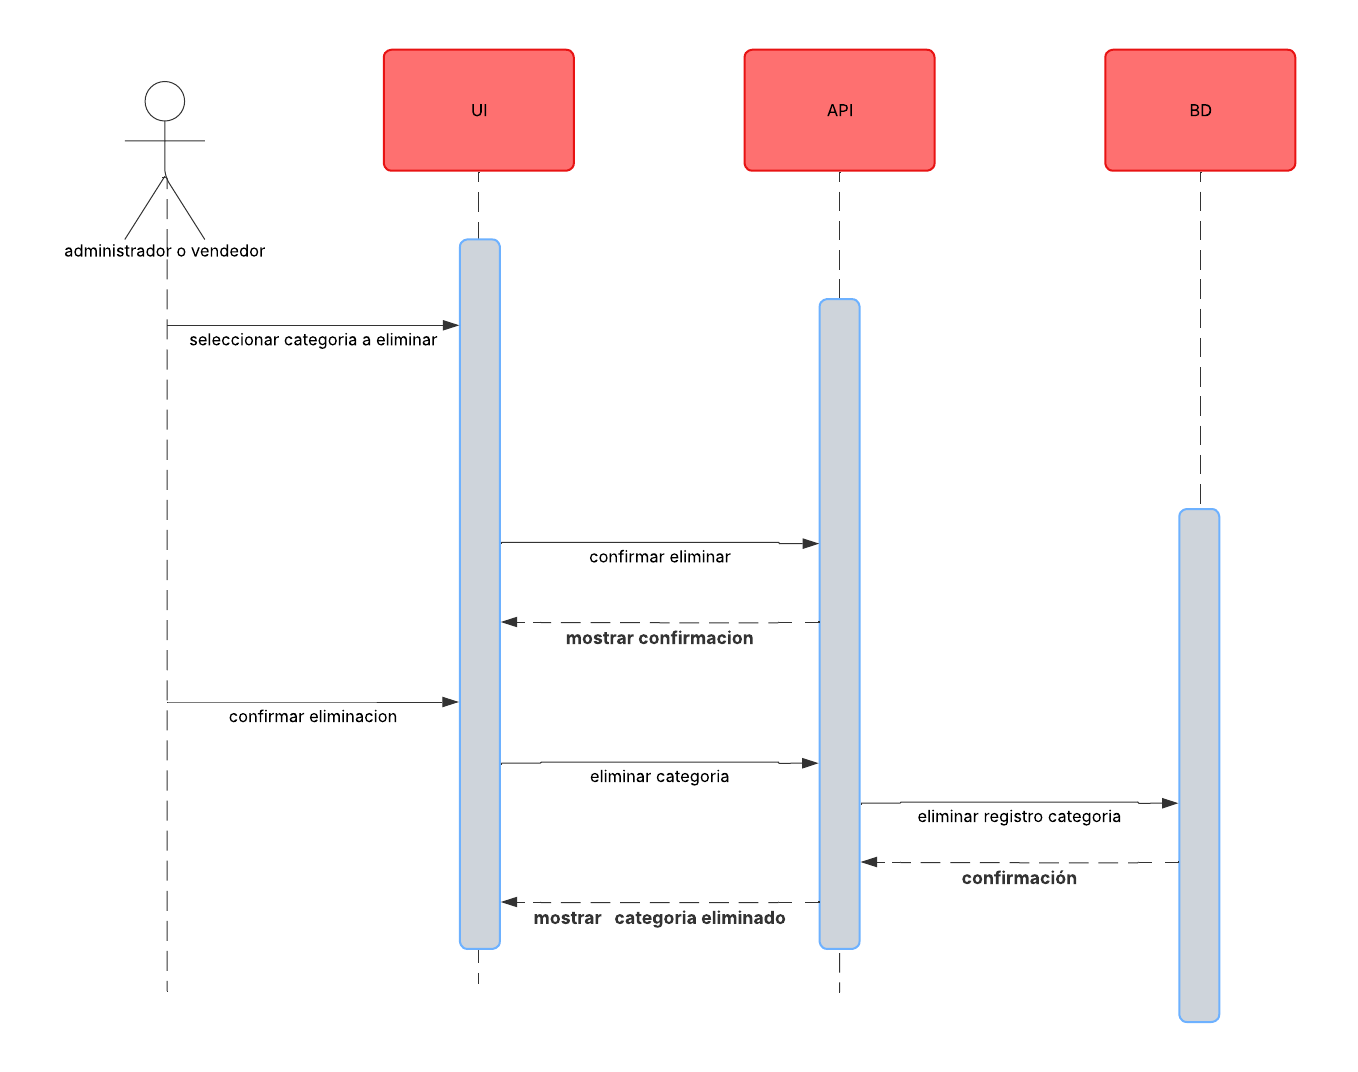 UI
API
BD
administrador o vendedor
seleccionar categoria a eliminar
confirmar eliminar
mostrar confirmacion
confirmar eliminacion
eliminar categoria
eliminar registro categoria
confirmación
mostrar categoria eliminado